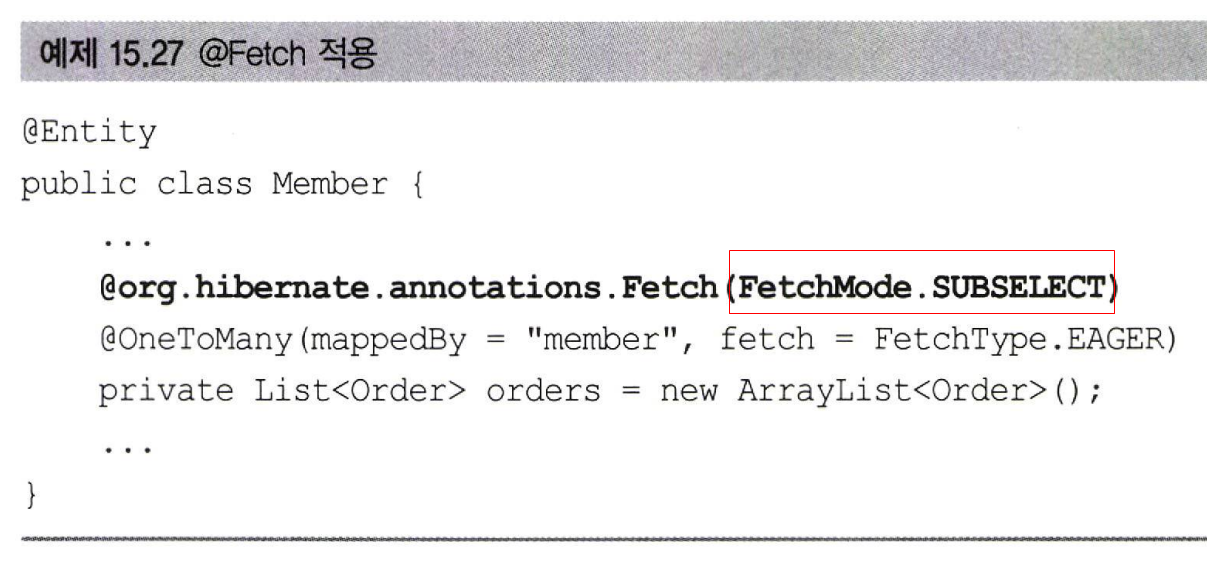 예제 15.27 @Fetch 적용
@Entity
public class Member {
...
@org.hibernate.annotations.Fetch(FetchMode.SUBSELECT)
@OneToMany(mappedBy = "member", fetch = FetchType.EAGER)
private List<Order> orders = new ArrayList<Order>();
...
}